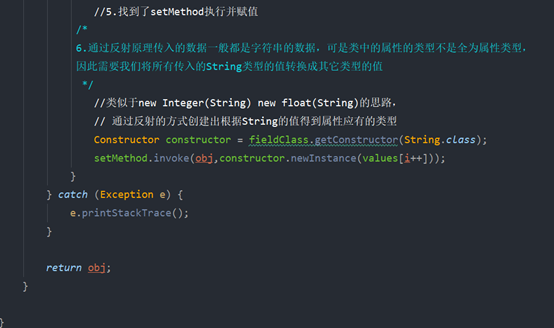 //5.找到了setMethod执行并赋值
/*
6.通过反射原理传入的数据一般都是字符串的数据，可是类中的属性的类型不是全为属性类型，
因此需要我们将所有传入的String类型的值转换成其它类型的值
*/
//类似于new Integer(String) new float(String)的思路，
// 通过反射的方式创建出根据String的值得到属性应有的类型
Constructor constructor = fieldClass.getConstructor(String.class);
setMethod.invoke(obj,constructor.newInstance(values[i++]));
}
} catch (Exception e) {
e.printStackTrace();
}
return obj;
}
}